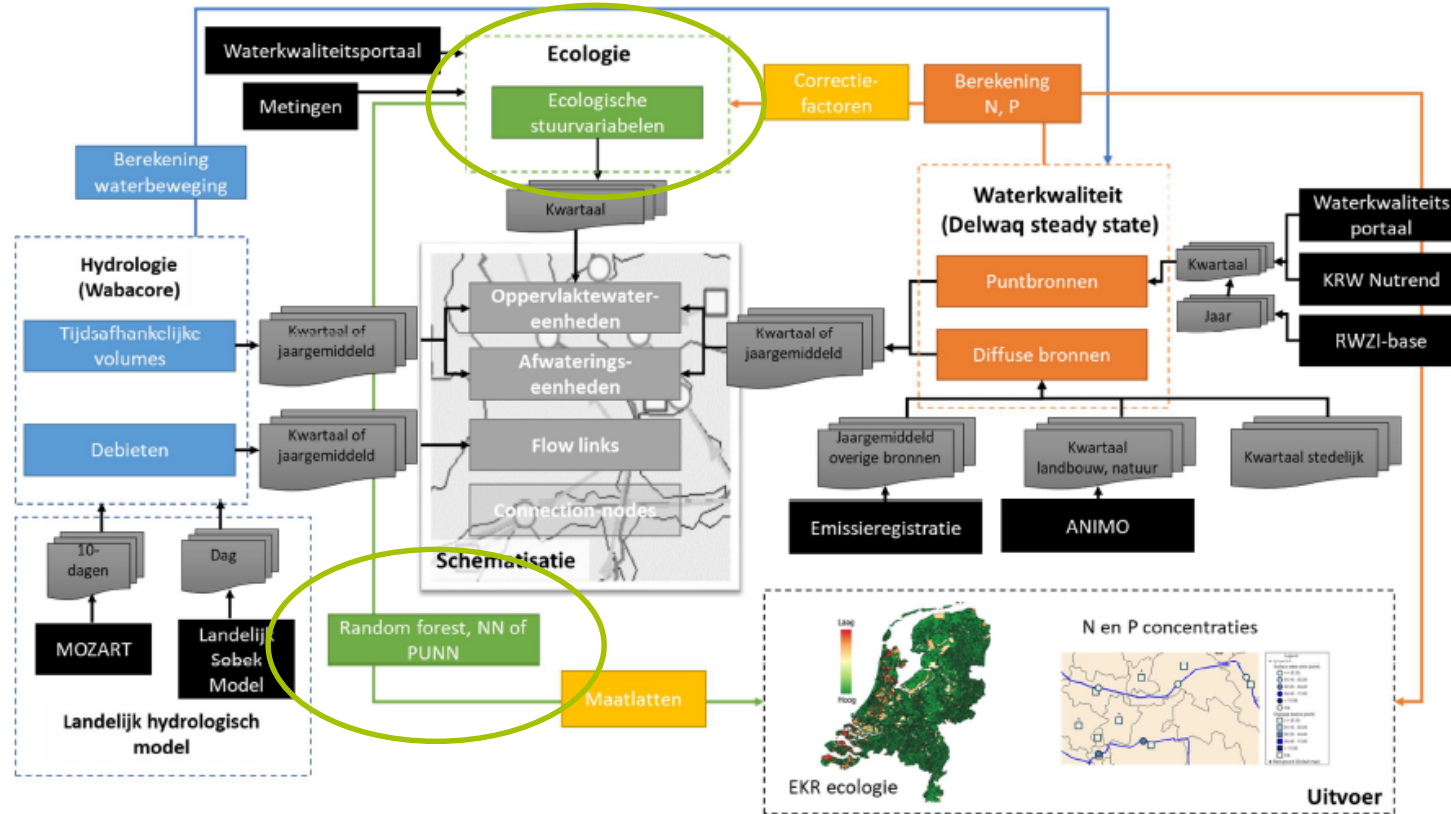 Waterkwaliteitsportaal
Metingen
Ecologie
Ecologische
stuurvariabelen
Correctie-
factoren
Berekening
N, P
Berekening
waterbeweging
Kwartaal
Waterkwaliteit
(Delwaq steady state)
Puntbronnen
Diffuse bronnen
Kwartaal
Jaar
Waterkwaliteits
portaal
KRW Nutrend
RWZI-base
Hydrologie
(Wabacore)
Tijdsafhankelijke
volumes
Debieten
Kwartaal of
jaargemiddeld
Kwartaal of
jaargemiddeld
Oppervlaktewater-
eenheden
Afwaterings-
eenheden
Flow links
Connection-nodes
Schematisatie
Kwartaal of
jaargemiddeld
Jaargemiddeld
overige bronnen
Kwartaal
landbouw, natuur
Kwartaal stedelijk
Emissieregistratie
ANIMO
10-
dagen
Dag
MOZART
Landelijk
Sobek
Model
Landelijk hydrologisch
model
Random forest, NN of
PUNN
Maatlatten
Laag
Hoog
EKR ecologie
N en P concentraties
Uitvoer